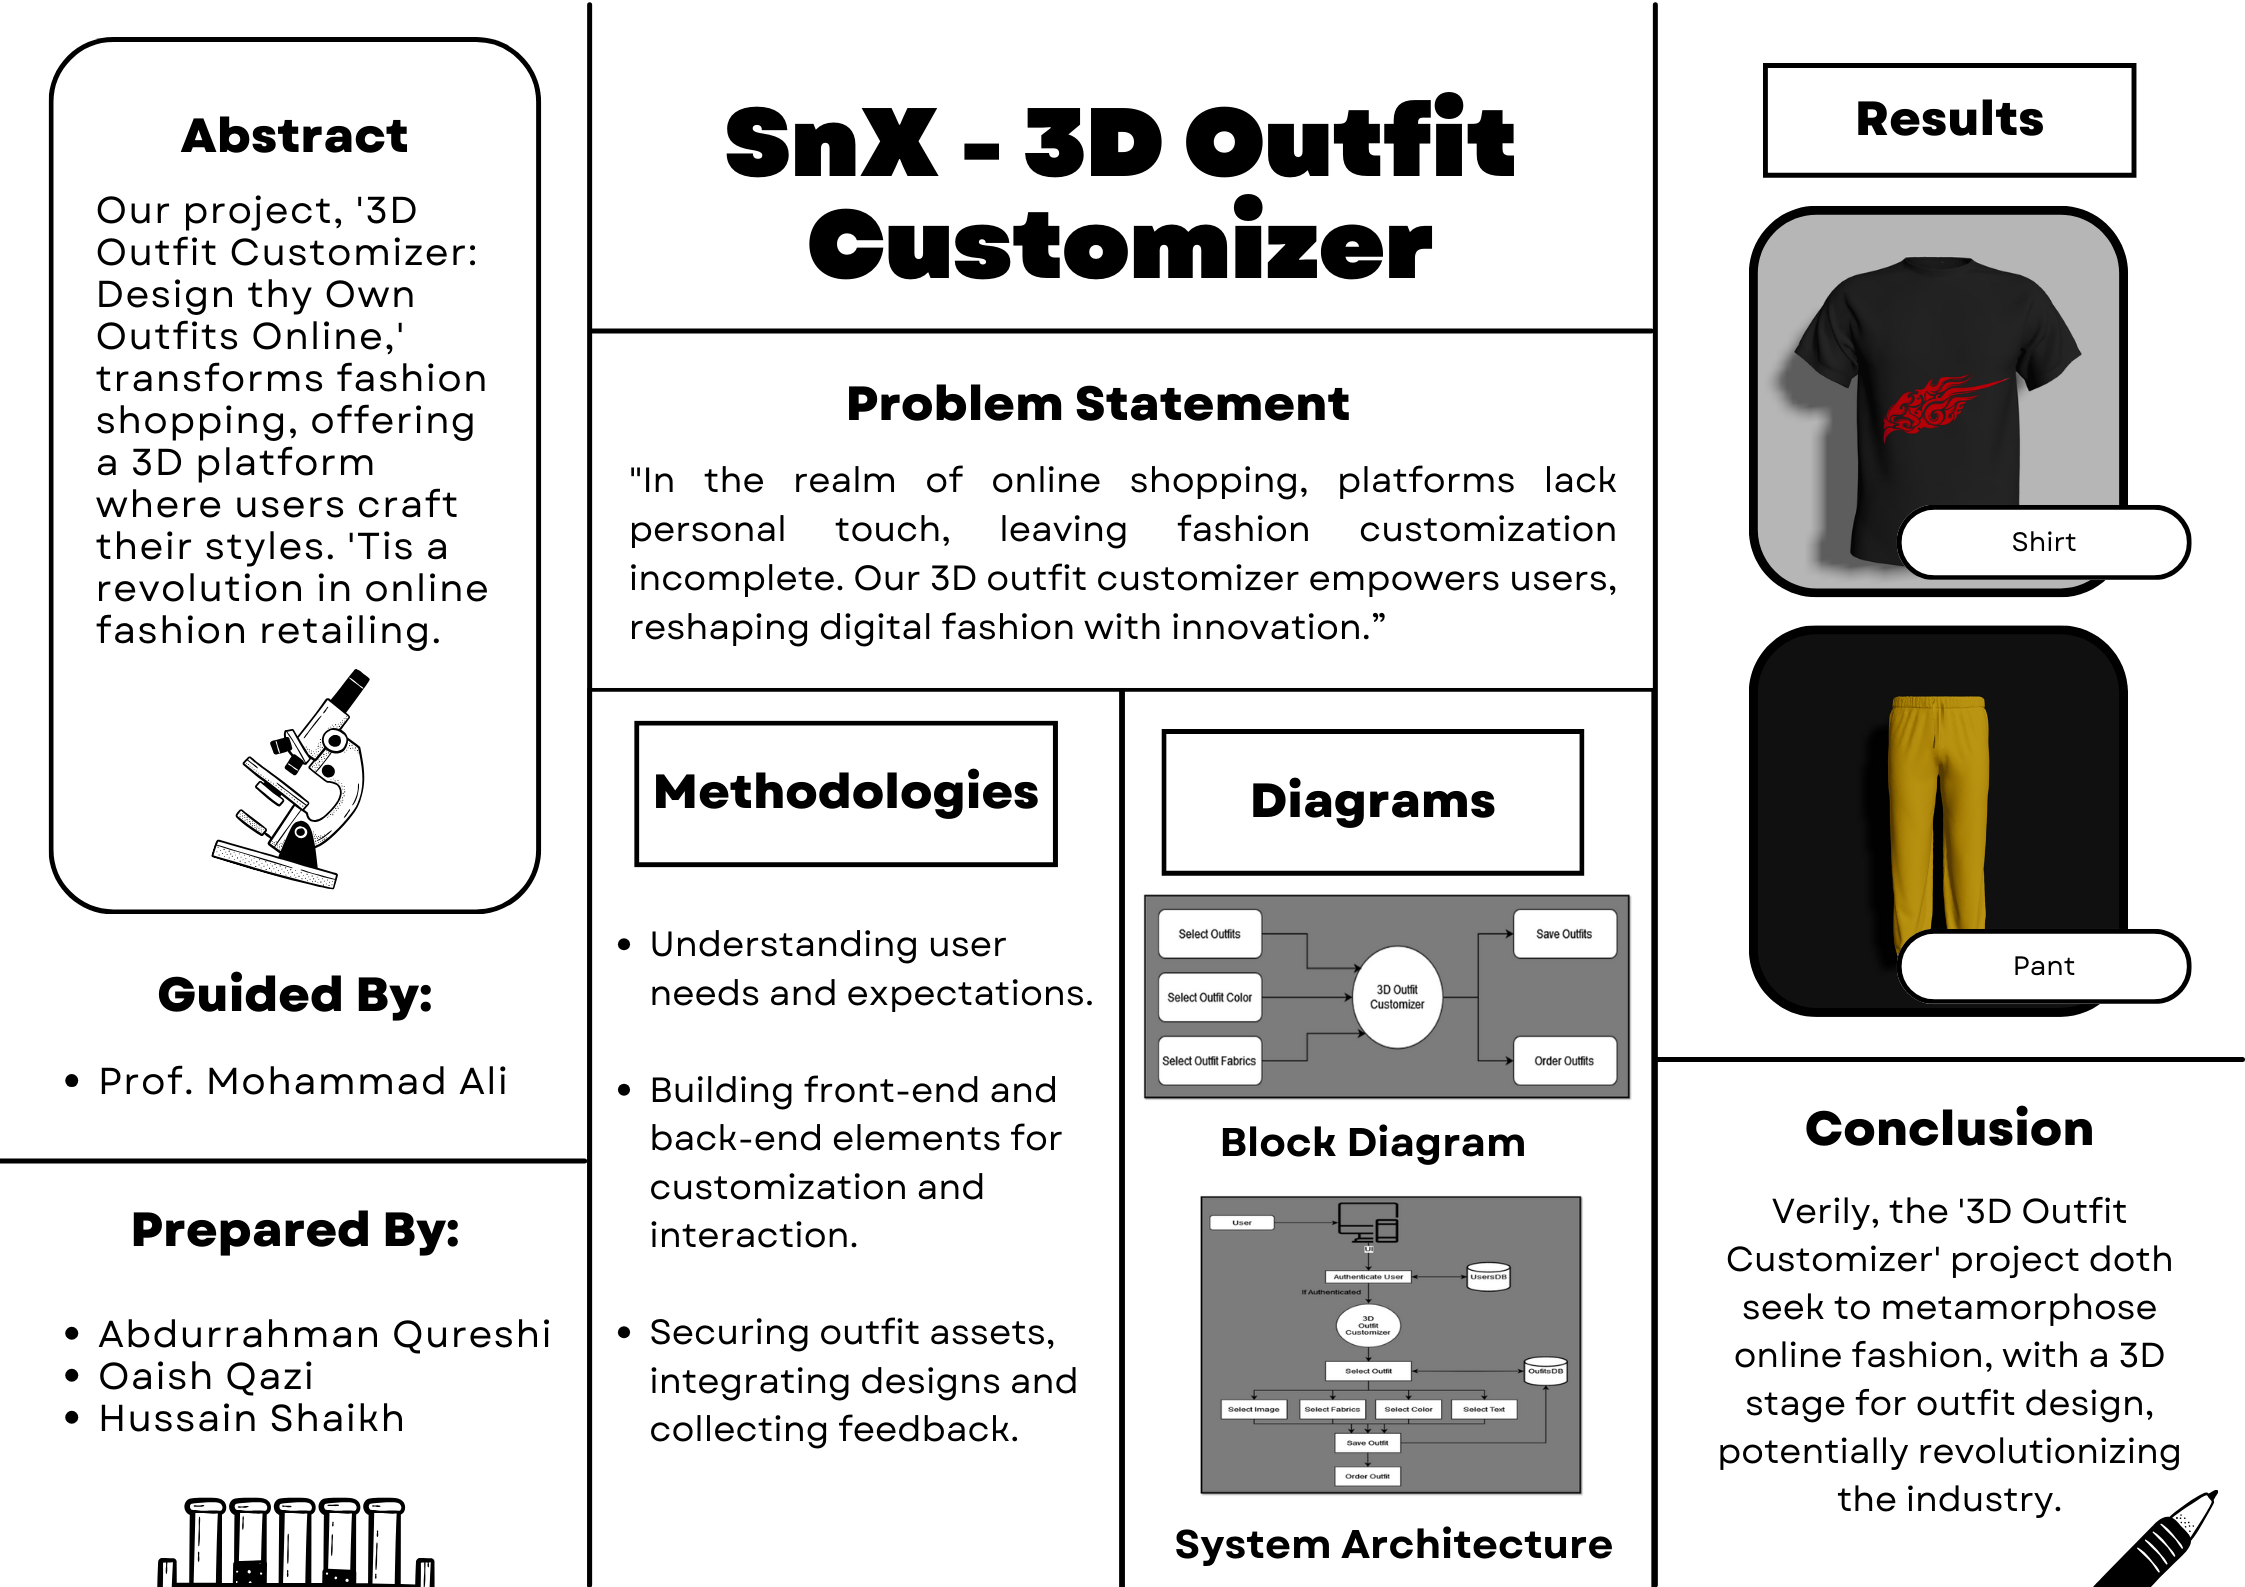 Abstract
Our project, '3D
Outfit Customizer:
Design thy Own
Outfits Online,'
transforms fashion
shopping, offering
a 3D platform
where users craft
their styles. 'Tis a
revolution in online
fashion retailing.
Guided By:
• Prof. Mohammad Ali
Prepared By:
• Abdurrahman Qureshi
• Oaish Qazi
• Hussain Shaikh
SnX - 3D Outfit
Customizer
Problem Statement
"In the realm of online shopping, platforms lack
personal touch, leaving fashion customization
incomplete. Our 3D outfit customizer empowers users,
reshaping digital fashion with innovation.”
Methodologies
• Understanding user
needs and expectations.
• Building front-end and
back-end elements for
customization and
interaction.
• Securing outfit assets,
integrating designs and
collecting feedback.
Diagrams
Select Outfits
Select Outfit Color
Select Outfit Fabrics
3D Outfit
Customizer
Save Outfits
Order Outfits
Block Diagram
User
UI
Authenticate User
UsersDB
If Authenticated
3D
Outfit
Customizer
Select Outfit
OutfitsDB
Select Image
Select Fabrics
Select Color
Select Text
Save Outfit
Order Outfit
System Architecture
Results
Shirt
Pant
Conclusion
Verily, the '3D Outfit
Customizer' project doth
seek to metamorphose
online fashion, with a 3D
stage for outfit design,
potentially revolutionizing
the industry.